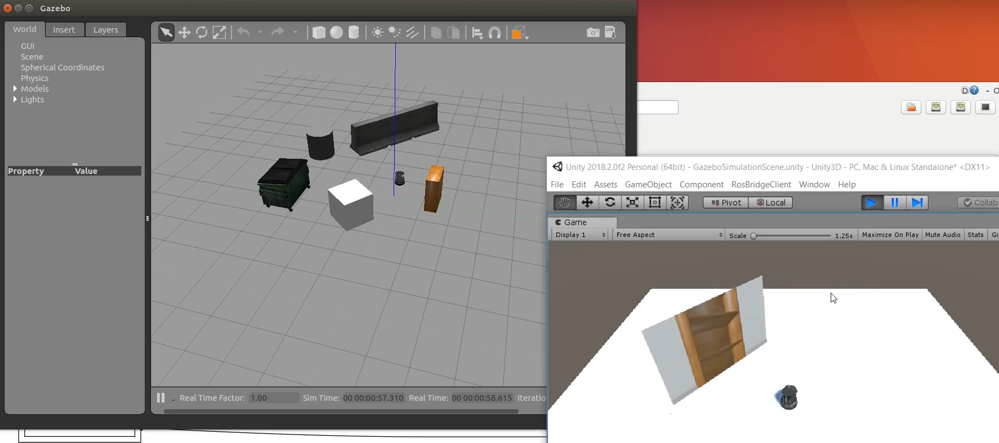 Gazebo
World Insert Layers
LOG
GUI
Scene
Spherical Coordinates
Physics
Models
Lights
Property Value
Real Time Factor: 1.00 Sim Time: 00 00:00:57.310 Real Time: 00 00:00:58.615 Iteratio
D ? - O
Unity 2018.2.0f2 Personal (64bit) - GazeboSimulationScene.unity - Unity3D - PC, Mac & Linux Standalone* <DX11>
File Edit Assets GameObject Component RosBridgeClient Window Help
Pivot Local Collab
Game
Display 1 Free Aspect Scale 1.25x Maximize On Play Mute Audio Stats Gi